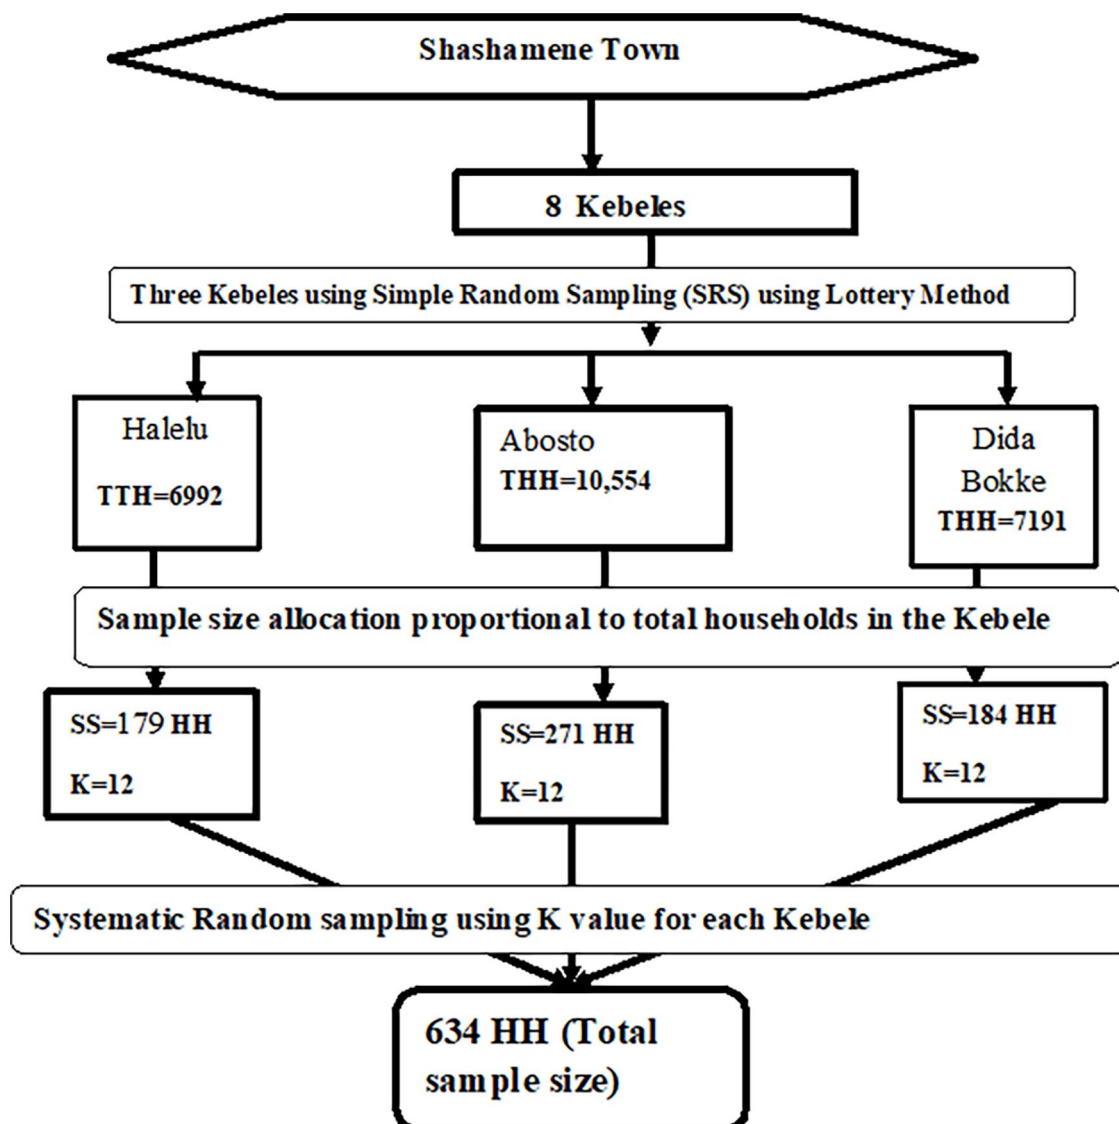 Shashamene Town
8 Kebeles
Three Kebeles using Simple Random Sampling (SRS) using Lottery Method
Halelu
TTH=6992
Abosto
THH=10,554
Dida
Bokke
THH=7191
Sample size allocation proportional to total households in the Kebele
SS=179 HH
K=12
SS=271 HH
K=12
SS=184 HH
K=12
Systematic Random sampling using K value for each Kebele
634 HH (Total
sample size)